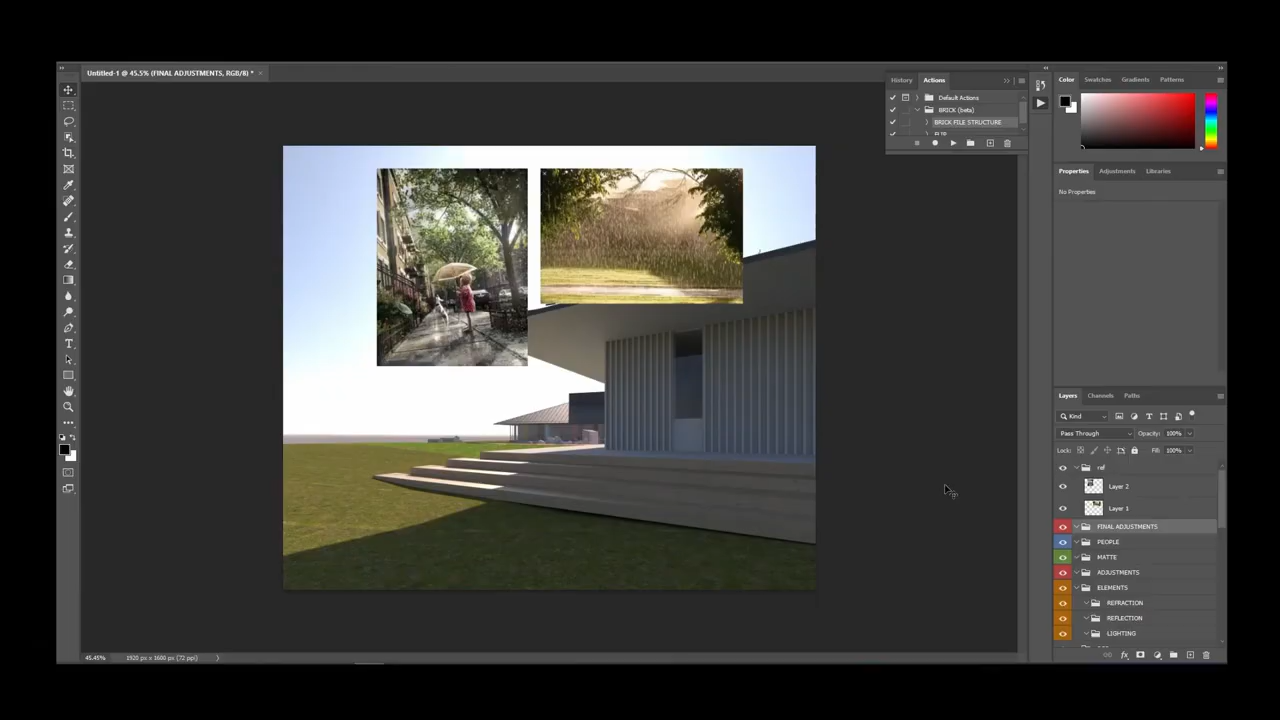 Untitled-1 @ 45.5% (FINAL ADJUSTMENTS, RGB/8) *
History
Actions
Default Actions
BRICK (beta)
BRICK FILE STRUCTURE
Color
Swatches
Gradients
Patterns
Properties
Adjustments
Libraries
No Properties
Layers
Channels
Paths
Kind
Pass Through
Opacity: 100%
Lock:
Fill: 100%
ref
Layer 2
Layer 1
FINAL ADJUSTMENTS
PEOPLE
MATTE
ADJUSTMENTS
ELEMENTS
REFRACTION
REFLECTION
LIGHTING
45.45%
1920 px x 1600 px (72 ppi)